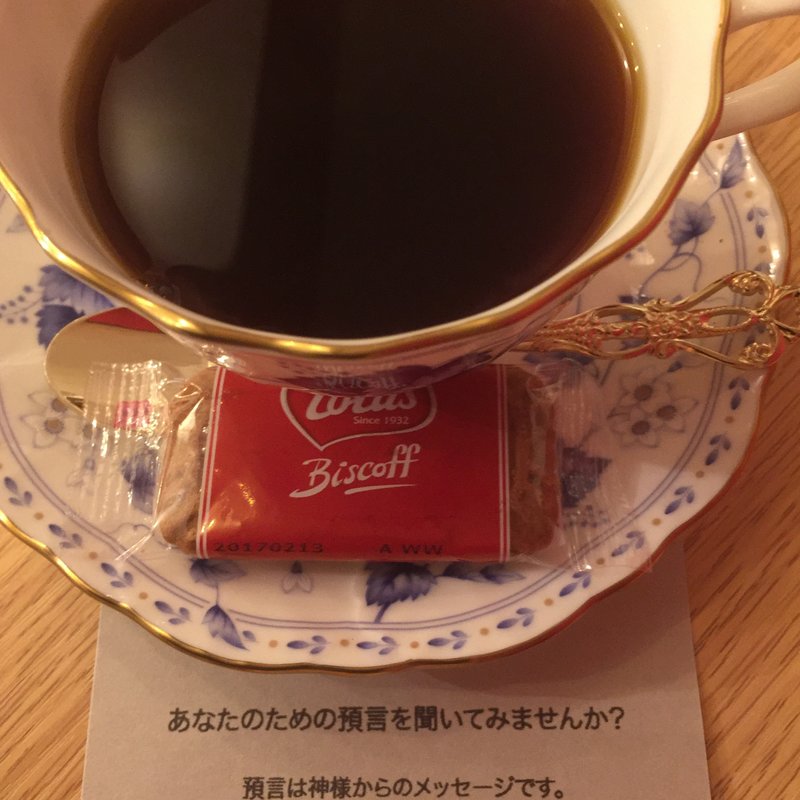 Lotus
Since 1932
Biscoff
20170213 A WW
あなたのための預言を聞いてみませんか?
預言は神様からのメッセージです。